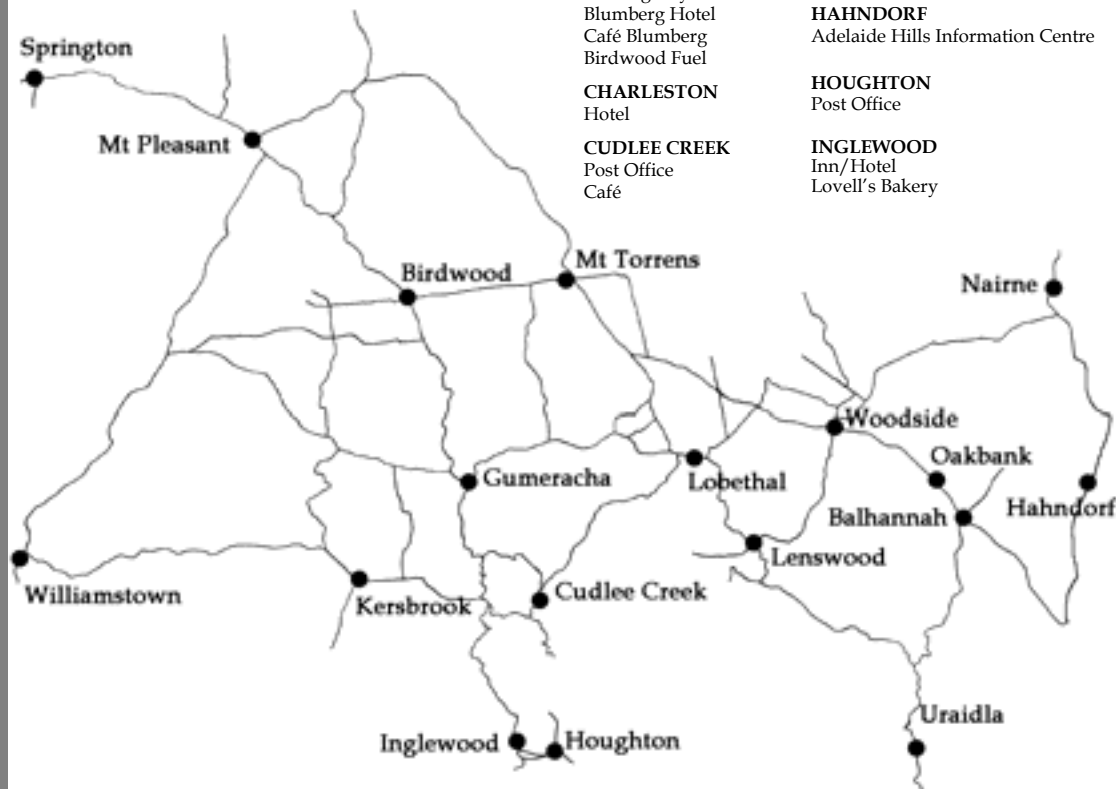 Blumberg Hotel
Café Blumberg
Birdwood Fuel
CHARLESTON
Hotel
CUDLEE CREEK
Post Office
Café
HAHNDORF
Adelaide Hills Information Centre
HOUGHTON
Post Office
INGLEWOOD
Inn/Hotel
Lovell's Bakery
Springton
Mt Pleasant
Birdwood
Mt Torrens
Nairne
Woodside
Oakbank
Gumeracha
Lobethal
Hahndorf
Balhannah
Lenswood
Williamstown
Kersbrook
Cudlee Creek
Uraidla
Inglewood
Houghton